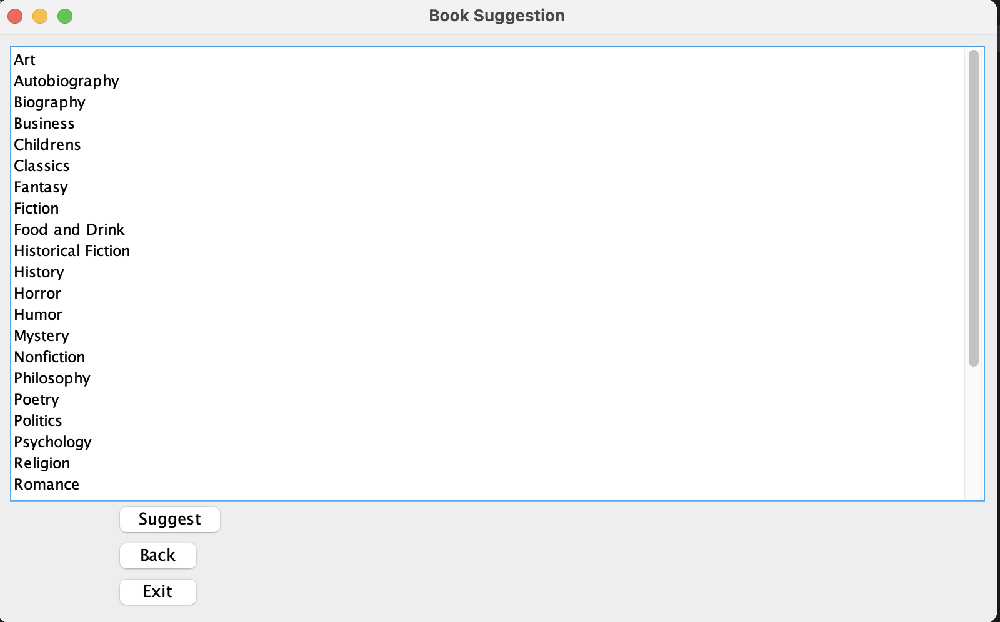 Book Suggestion
Art
Autobiography
Biography
Business
Childrens
Classics
Fantasy
Fiction
Food and Drink
Historical Fiction
History
Horror
Humor
Mystery
Nonfiction
Philosophy
Poetry
Politics
Psychology
Religion
Romance
Suggest
Back
Exit